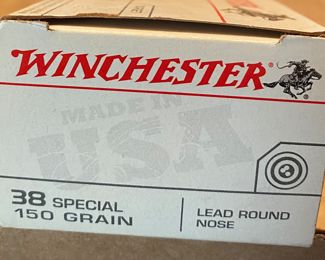 WINCHESTER®
MADE IN
USA
38 SPECIAL
150 GRAIN
LEAD ROUND
NOSE